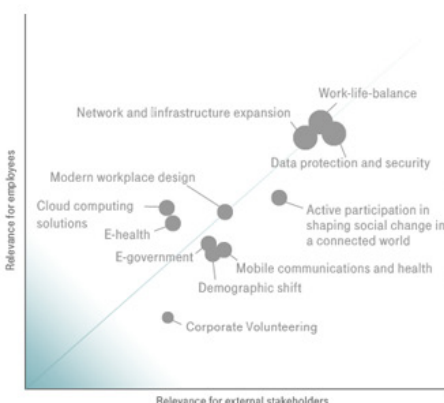 Work-life-balance
Network and iinfrastructure expansion
Data protection and security
Modern workplace design
Cloud computing
solutions
Active participation in
shaping social change in
a connected world
E-health
E-government
Mobile communications and health
Demographic shift
Corporate Volunteering
Relevance for employees
Relevance for external stakeholders